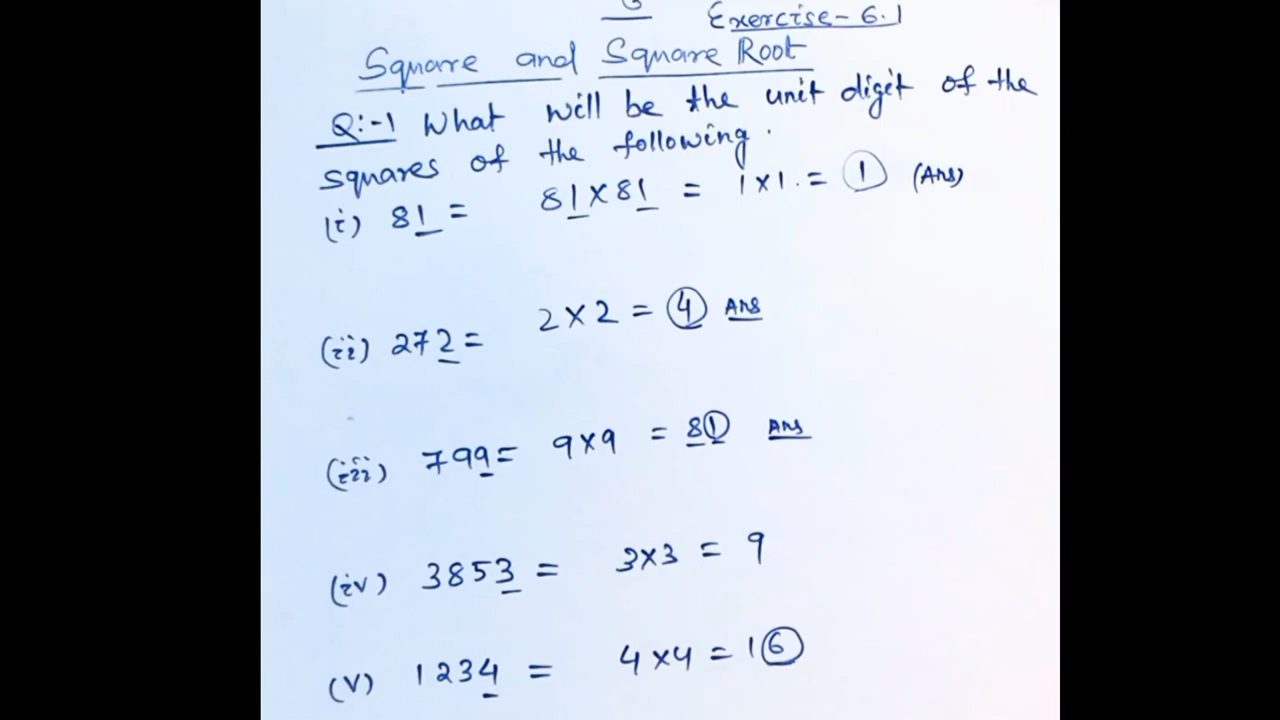 Exercise- 6.1
Square and Square Root
Q:-1 What will be the unit digit of the
squares of the following.
(i) 81 = 81×81 = 1×1. = 1 (Ans)
(ii) 272 = 2×2 = 4 Ans
(iii) 799 = 9×9 = 81 Ans
(iv) 3853 = 3×3 = 9
(v) 1234 = 4×4 = 16